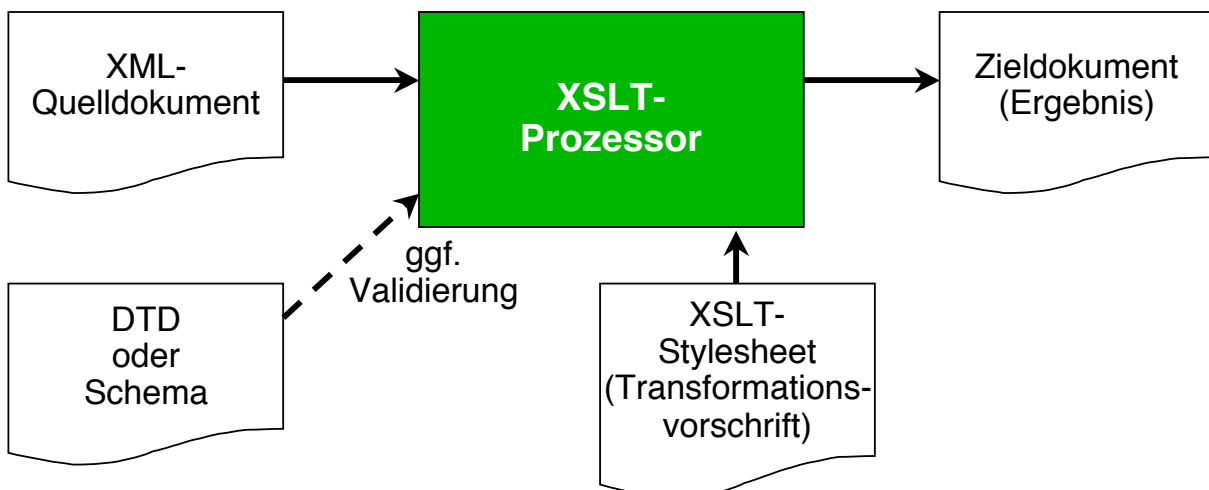 XML-
Quelldokument
XSLT-
Prozessor
Zieldokument
(Ergebnis)
ggf.
Validierung
DTD
oder
Schema
XSLT-
Stylesheet
(Transformations-
vorschrift)